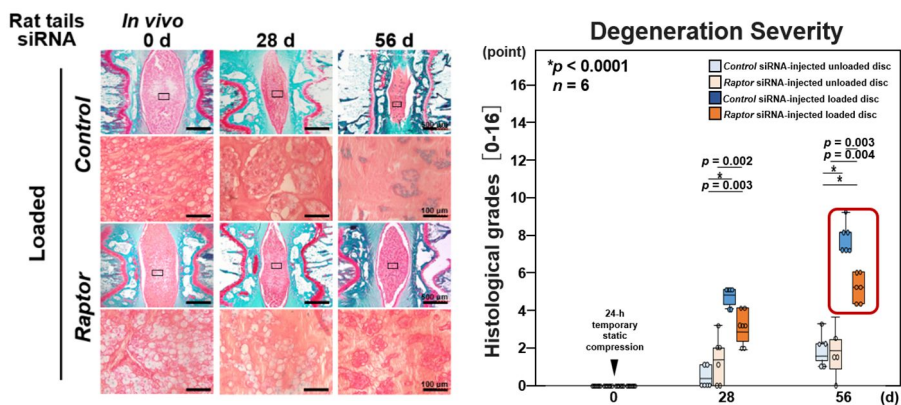 Rat tails
siRNA
In vivo
0 d
28 d
56 d
Loaded
Control
Raptor
500 µm
100 µm
500 µm
100 µm
Degeneration Severity
(point)
*p < 0.0001
n = 6
Control siRNA-injected unloaded disc
Raptor siRNA-injected unloaded disc
Control siRNA-injected loaded disc
Raptor siRNA-injected loaded disc
Histological grades [0-16]
16
14
12
10
8
6
4
2
0
p = 0.002
*
p = 0.003
p = 0.003
p = 0.004
*
*
24-h
temporary
static
compression
0
28
56
(d)